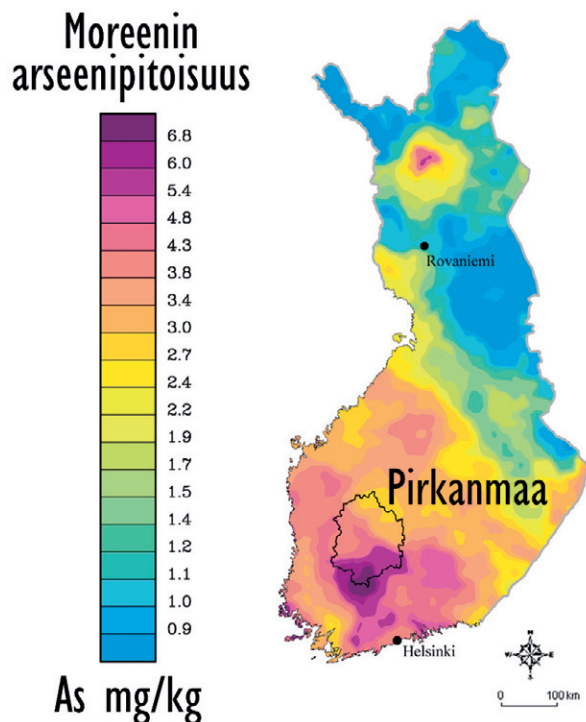 Moreenin
arseenipitoisuus
6.8
6.0
5.4
4.8
4.3
3.8
3.4
3.0
2.7
2.4
2.2
1.9
1.7
1.5
1.4
1.2
1.1
1.0
0.9
As mg/kg
Rovaniemi
Pirkanmaa
Helsinki
N
W E
S
0 100 km